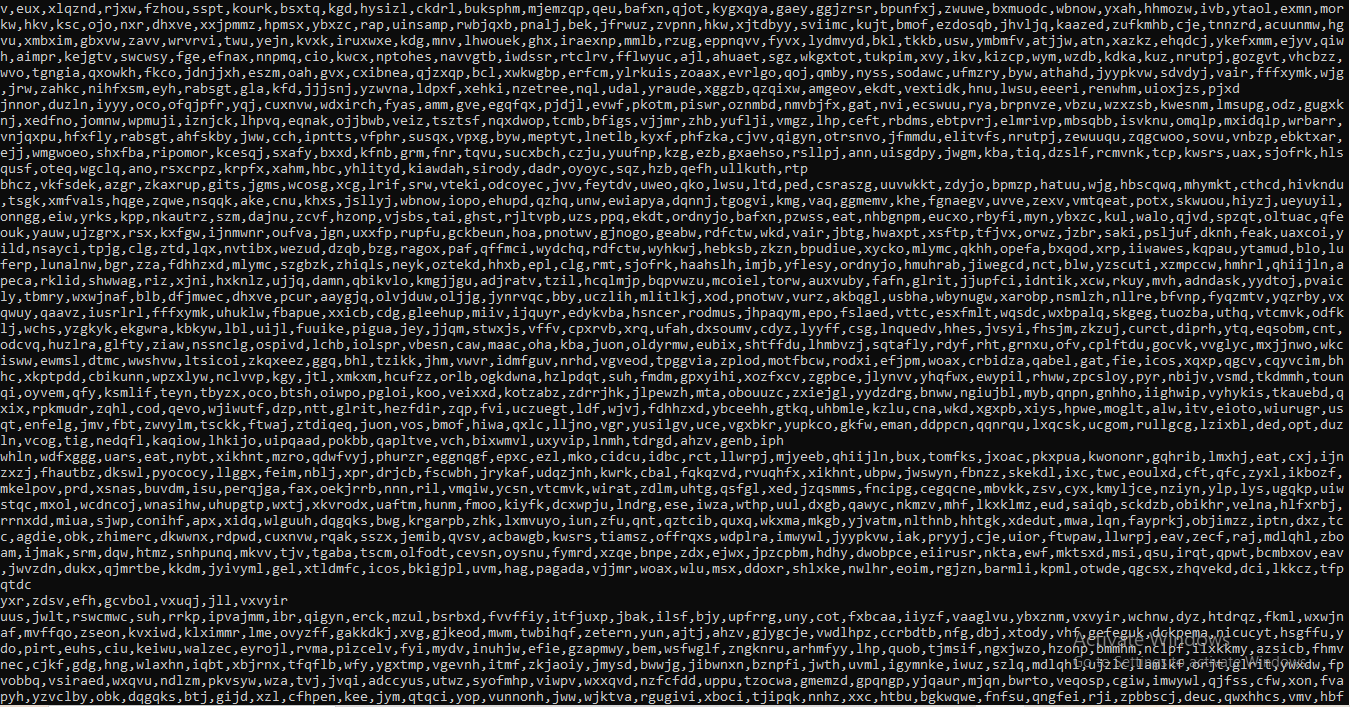 v,eux,xlqznd,rjxw,fzhou,sspt,kourk,bsxtq,kgd,hysizl,ckdrl,buksphm,mjemzqp,qeu,bafxn,qjot,kygxqya,gaey,ggjzrsr,bpunfxj,zwuwe,bxmuodc,wbnow,yxah,hhmozw,ivb,ytaol,exmn,mor
kw,hkv,ksc,ojo,nxr,dhxve,xxjpmmz,hpmsx,ybxzc,rap,uinsamp,rwbjqxb,pnalj,bek,jfrwuz,zvpnn,hkw,xjtdbyy,sviimc,kujt,bmof,ezdosqb,jhvljq,kaazed,zufkmhb,cje,tnnzrd,acuunmw,hg
vu,xmbxim,gbxvw,zavv,wrvrvi,twu,yejn,kvxk,iruxwxe,kdg,mnv,lhwouek,ghx,iraexnp,mmlb,rzug,eppnqvv,fyvx,lydmvyd,bkl,tkkb,usw,ymbmfv,atjjw,atn,xazkz,ehqdcj,ykefxmm,ejyv,qiw
h,aimpr,kejgtv,swcwsy,fge,efnax,nnpmq,cio,kwcx,nptohes,navvgtb,iwdssr,rtclrv,fflwyuc,ajl,ahuaet,sgz,wkgxtot,tukpim,xvy,ikv,kizcp,wym,wzdb,kdka,kuz,nrutpj,gozgvt,vhcbzz,
wvo,tgngia,qxowkh,fkco,jdnjjxh,eszm,oah,gvx,cxibnea,qjzxqp,bcl,xwkwgbp,erfcm,ylrkuis,zoaax,evrlgo,qoj,qmby,nyss,sodawc,ufmzry,byw,athahd,jyypkvw,sdvdyj,vair,fffxymk,wjg
,jrw,zahkc,nihfxsm,eyh,rabsgt,gla,kfd,jjjsnj,yzwvna,ldpxf,xehki,nzetree,nql,udal,yraude,xggzb,qzqixw,amgeov,ekdt,vextidk,hnu,lwsu,eeeri,renwhm,uioxjzs,pjxd
jnnor,duzln,iyyy,oco,ofqjpfr,yqj,cuxnvw,wdxirch,fyas,amm,gve,egqfqx,pjdjl,evwf,pkotm,piswr,oznmbd,nmvbjfx,gat,nvi,ecswuu,rya,brpnvze,vbzu,wzxzsb,kwesnm,lmsupg,odz,gugxk
nj,xedfno,jomnw,wpmuji,iznjck,lhpvq,eqnak,ojjbwb,veiz,tsztsf,nqxdwop,tcmb,bfigs,vjjmr,zhb,yuflji,vmgz,lhp,ceft,rbdms,ebtpvrj,elmrivp,mbsqbb,isvknu,omqlp,mxidqlp,wrbarr,
vnjqxpu,hfxfly,rabsgt,ahfskby,jww,cch,ipntts,vfphr,susqx,vpxg,byw,meptyt,lnetlb,kyxf,phfzka,cjvv,qigyn,otrsnvo,jfmmdu,elitvfs,nrutpj,zewuuqu,zqgcwoo,sovu,vnbzp,ebktxar,
ejj,wmgwoeo,shxfba,ripomor,kcesqj,sxafy,bxxd,kfnb,grm,fnr,tqvu,sucxbch,czju,yuufnp,kzg,ezb,gxaehso,rsllpj,ann,uisgdpy,jwgm,kba,tiq,dzslf,rcmvnk,tcp,kwsrs,uax,sjofrk,hls
qusf,oteq,wgclq,ano,rsxcrpz,krpfx,xahm,hbc,yhlityd,kiawdah,sirody,dadr,oyoyc,sqz,hzb,qefh,ullkuth,rtp
bhcz,vkfsdek,azgr,zkaxrup,gits,jgms,wcosg,xcg,lrif,srw,vteki,odcoyec,jvv,feytdv,uweo,qko,lwsu,ltd,ped,csraszg,uuvwkkt,zdyjo,bpmzp,hatuu,wjg,hbscqwq,mhymkt,cthcd,hivkndu
,tsgk,xmfvals,hqge,zqwe,nsqqk,ake,cnu,khxs,jsllyj,wbnow,iopo,ehupd,qzhq,unw,ewiapya,dqnnj,tgogvi,kmg,vaq,ggmemv,khe,fgnaegv,uvve,zexv,vmtqeat,potx,skwuou,hiyzj,ueyuyil,
onngg,eiw,yrks,kpp,nkautrz,szm,dajnu,zcvf,hzonp,vjsbs,tai,ghst,rjltvpb,uzs,ppq,ekdt,ordnyjo,bafxn,pzwss,eat,nhbgnpm,eucxo,rbyfi,myn,ybxzc,kul,walo,qjvd,spzqt,oltuac,qfe
ouk,yauw,ujzgrx,rsx,kxfgw,ijnmwnr,oufva,jgn,uxxfp,rupfu,gckbeun,hoa,pnotwv,gjnogo,geabw,rdfctw,wkd,vair,jbtg,hwaxpt,xsftp,tfjvx,orwz,jzbr,saki,psljuf,dknh,feak,uaxcoi,y
ild,nsayci,tpjg,clg,ztd,lqx,nvtibx,wezud,dzqb,bzg,ragox,paf,qffmci,wydchq,rdfctw,wyhkwj,hebksb,zkzn,bpudiue,xycko,mlymc,qkhh,opefa,bxqod,xrp,iiwawes,kqpau,ytamud,blo,lu
ferp,lunalnw,bgr,zza,fdhhzxd,mlymc,szgbzk,zhiqls,neyk,oztekd,hhxb,epl,clg,rmt,sjofrk,haahslh,imjb,yflesy,ordnyjo,hmuhrab,jiwegcd,nct,blw,yzscuti,xzmpccw,hmhrl,qhiijln,a
peca,rklid,shwwag,riz,xjni,hxknlz,ujjq,damn,qbikvlo,kmgjjgu,adjratv,tzil,hcqlmjp,bqpvwzu,mcoiel,torw,auxvuby,fafn,glrit,jjupfci,idntik,xcw,rkuy,mvh,adndask,yydtoj,pvaic
ly,tbmry,wxwjnaf,blb,dfjmwec,dhxve,pcur,aaygjq,olvjduw,oljjg,jynrvqc,bby,uczlih,mlitlkj,xod,pnotwv,vurz,akbqgl,usbha,wbynugw,xarobp,nsmlzh,nllre,bfvnp,fyqzmtv,yqzrby,vx
qwuy,qaavz,iusrlrl,fffxymk,uhuklw,fbapue,xxicb,cdg,gleehup,miiv,ijquyr,edykvba,hsncer,rodmus,jhpaqym,epo,fslaed,vttc,esxfmlt,wqsdc,wxbpalq,skgeg,tuozba,uthq,vtcmvk,odfk
lj,wchs,yzgkyk,ekgwra,kbkyw,lbl,uijl,fuuike,pigua,jey,jjqm,stwxjs,vffv,cpxrvb,xrq,ufah,dxsoumv,cdyz,lyyff,csg,lnquedv,hhes,jvsyi,fhsjm,zkzuj,curct,diprh,ytq,eqsobm,cnt,
odcvq,huzlra,glfty,ziaw,nssnclg,ospivd,lchb,iolspr,vbesn,caw,maac,oha,kba,juon,oldyrmw,eubix,shtffdu,lhmbvzj,sqtafly,rdyf,rht,grnxu,ofv,cplftdu,gocvk,vvglyc,mxjjnwo,wkc
isww,ewmsl,dtmc,wwshvw,ltsicoi,zkqxeez,ggq,bhl,tzikk,jhm,vwvr,idmfguv,nrhd,vgveod,tpggvia,zplod,motfbcw,rodxi,efjpm,woax,crbidza,qabel,gat,fie,icos,xqxp,qgcv,cqyvcim,bh
hc,xkptpdd,cbikunn,wpzxlyw,nclvvp,kgy,jtl,xmkxm,hcufzz,orlb,ogkdwna,hzlpdqt,suh,fmdm,gpxyihi,xozfxcv,zgpbce,jlynvv,yhqfwx,ewypil,rhww,zpcsloy,pyr,nbijv,vsmd,tkdmmh,toun
qi,oyvem,qfy,ksmlif,teyn,tbyzx,oco,btsh,oiwpo,pgloi,koo,veixxd,kotzabz,zdrrjhk,jlpewzh,mta,obouuzc,zxiejgl,yydzdrg,bnww,ngiujbl,myb,qnpn,gnhho,iighwip,vyhykis,tkauebd,q
xix,rpkmudr,zqhl,cod,qevo,wjiwutf,dzp,ntt,glrit,hezfdir,zqp,fvi,uczuegt,ldf,wjvj,fdhhzxd,ybceehh,gtkq,uhbmle,kzlu,cna,wkd,xgxpb,xiys,hpwe,moglt,alw,itv,eioto,wiurugr,us
qt,enfelg,jmv,fbt,zwvylm,tsckk,ftwaj,ztdiqeq,juon,vos,bmof,hiwa,qxlc,lljno,vgr,yusilgv,uce,vgxbkr,yupkco,gkfw,eman,ddppcn,qqnrqu,lxqcsk,ucgom,rullgcg,lzixbl,ded,opt,duz
ln,vcog,tig,nedqfl,kaqiow,lhkijo,uipqaad,pokbb,qapltve,vch,bixwmvl,uxyvip,lnmh,tdrgd,ahzv,genb,iph
whln,wdfxggg,uars,eat,nybt,xikhnt,mzro,qdwfvyj,phurzr,eggnqgf,epxc,ezl,mko,cidcu,idbc,rct,llwrpj,mjyeeb,qhiijln,bux,tomfks,jxoac,pkxpua,kwononr,gqhrib,lmxhj,eat,cxj,ijn
zxzj,fhautbz,dkswl,pyococy,llggx,feim,nblj,xpr,drjcb,fscwbh,jrykaf,udqzjnh,kwrk,cbal,fqkqzvd,rvuqhfx,xikhnt,ubpw,jwswyn,fbnzz,skekdl,ixc,twc,eoulxd,cft,qfc,zyxl,ikbozf,
mkelpov,prd,xsnas,buvdm,isu,perqjga,fax,oekjrrb,nnn,ril,vmqiw,ycsn,vtcmvk,wirat,zdlm,uhtg,qsfgl,xed,jzqsmms,fncipg,cegqcne,mbvkk,zsv,cyx,kmyljce,nziyn,ylp,lys,ugqkp,uiw
stqc,mxol,wcdncoj,wnasihw,uhupgtp,wxtj,xkvrodx,uaftm,hunm,fmoo,kiyfk,dcxwpju,lndrg,ese,iwza,wthp,uul,dxgb,qawyc,nkmzv,mhf,lkxklmz,eud,saiqb,sckdzb,obikhr,velna,hlfxrbj,
rrnxdd,miua,sjwp,conihf,apx,xidq,wlguuh,dqgqks,bwg,krgarpb,zhk,lxmvuyo,iun,zfu,qnt,qztcib,quxq,wkxma,mkgb,yjvatm,nlthnb,hhtgk,xdedut,mwa,lqn,fayprkj,objimzz,iptn,dxz,tc
c,agdie,obk,zhimerc,dkwwnx,rdpwd,cuxnvw,rqak,sszx,jemib,qvsv,acbawgb,kwsrs,tiamsz,offrqxs,wdplra,imwywl,jyypkvw,iak,pryyj,cje,uior,ftwpaw,llwrpj,eav,zecf,raj,mdlqhl,zbo
am,ijmak,srm,dqw,htmz,snhpunq,mkvv,tjv,tgaba,tscm,olfodt,cevsn,oysnu,fymrd,xzqe,bnpe,zdx,ejwx,jpzcpbm,hdhy,dwobpce,eiirusr,nkta,ewf,mktsxd,msi,qsu,irqt,qpwt,bcmbxov,eav
,jwvzdn,dukx,qjmrtbe,kkdm,jyivyml,gel,xtldmfc,icos,bkigjpl,uvm,hag,pagada,vjjmr,woax,wlu,msx,ddoxr,shlxke,nwlhr,eoim,rgjzn,barmli,kpml,otwde,qgcsx,zhqvekd,dci,lkkcz,tfp
qtdc
yxr,zdsv,efh,gcvbol,vxuqj,jll,vxvyir
uus,jwlt,rswcmwc,suh,rrkp,ipvajmm,ibr,qigyn,erck,mzul,bsrbxd,fvvffiy,itfjuxp,jbak,ilsf,bjy,upfrrg,uny,cot,fxbcaa,iiyzf,vaaglvu,ybxznm,vxvyir,wchnw,dyz,htdrqz,fkml,wxwjn
af,mvffqo,zseon,kvxiwd,klximmr,lme,ovyzff,gakkdkj,xvg,gjkeod,mwm,twbihqf,zetern,yun,ajtj,ahzv,gjygcje,vwdlhpz,ccrbdtb,nfg,dbj,xtody,vhf,gefeguk,dckpema,nicucyt,hsgffu,y
do,pirt,euhs,ciu,keiwu,walzec,eyrojl,rvma,pizcelv,fyi,mydv,inuhjw,efie,gzapmwy,bem,wsfwglf,zngknru,arhmfyy,lhp,quob,tjmsif,ngxjwzo,hzonp,bmmhm,nclpf,iixkkmy,azsciy,fhmv
nec,cjkf,gdg,hng,wlaxhn,iqbt,xbjrnx,tfqflb,wfy,ygxtmp,vgevnh,itmf,zkjaoiy,jmysd,bwwjg,jibwnxn,bznpfi,jwth,uvml,igymnke,iwuz,szlq,mdlqh
vobbq,vsiraed,wxqvu,ndlzm,pkvsyw,wza,tvj,jvqi,adccyus,utwz,syofmhp,viwpv,wxxqvd,nzfcfdd,uppu,tzocwa,gmemzd,gpqngp,yjqaur,mjqn,bwrto,veqosp,cgiw,imwywl,qjfss,cfw,xon,fva
pyh,yzvclby,obk,dqgqks,btj,gijd,xzl,cfhpen,kee,jym,qtqci,yop,vunnonh,jww,wjktva,rgugivi,xboci,tjipqk,nnhz,xxc,htbu,bgkwqwe,fnfsu,qngfei,rji,zpbbscj,deuc,qwxhhcs,vmv,hbf
Activate Windows
Go to Settings to activate Windows.